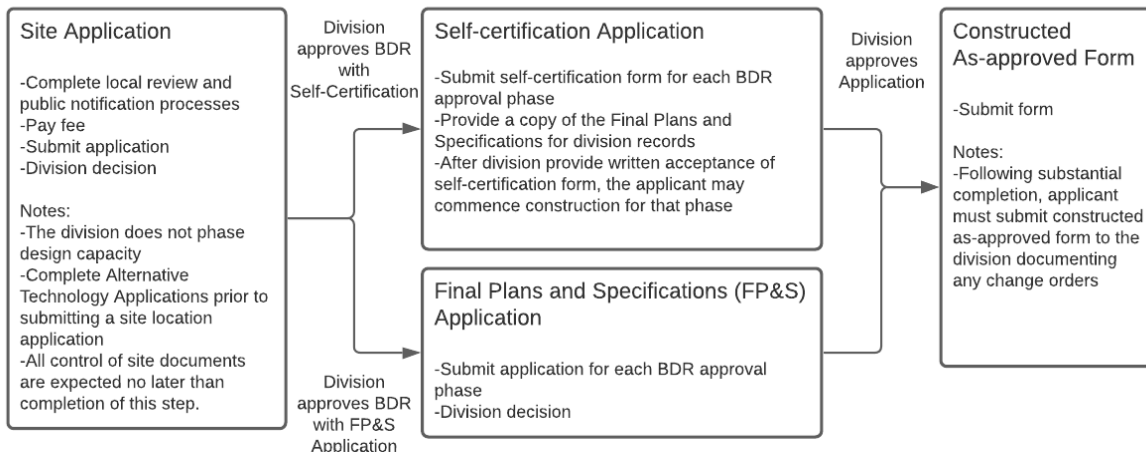 Site Application
-Complete local review and
public notification processes
-Pay fee
-Submit application
-Division decision
Notes:
-The division does not phase
design capacity
-Complete Alternative
Technology Applications prior to
submitting a site location
application
-All control of site documents
are expected no later than
completion of this step.
Division
approves BDR
with
Self-Certification
Self-certification Application
-Submit self-certification form for each BDR
approval phase
-Provide a copy of the Final Plans and
Specifications for division records
-After division provide written acceptance of
self-certification form, the applicant may
commence construction for that phase
Division
approves BDR
with FP&S
Application
Final Plans and Specifications (FP&S)
Application
-Submit application for each BDR approval
phase
-Division decision
Division
approves
Application
Constructed
As-approved Form
-Submit form
Notes:
-Following substantial
completion, applicant
must submit constructed
as-approved form to the
division documenting
any change orders